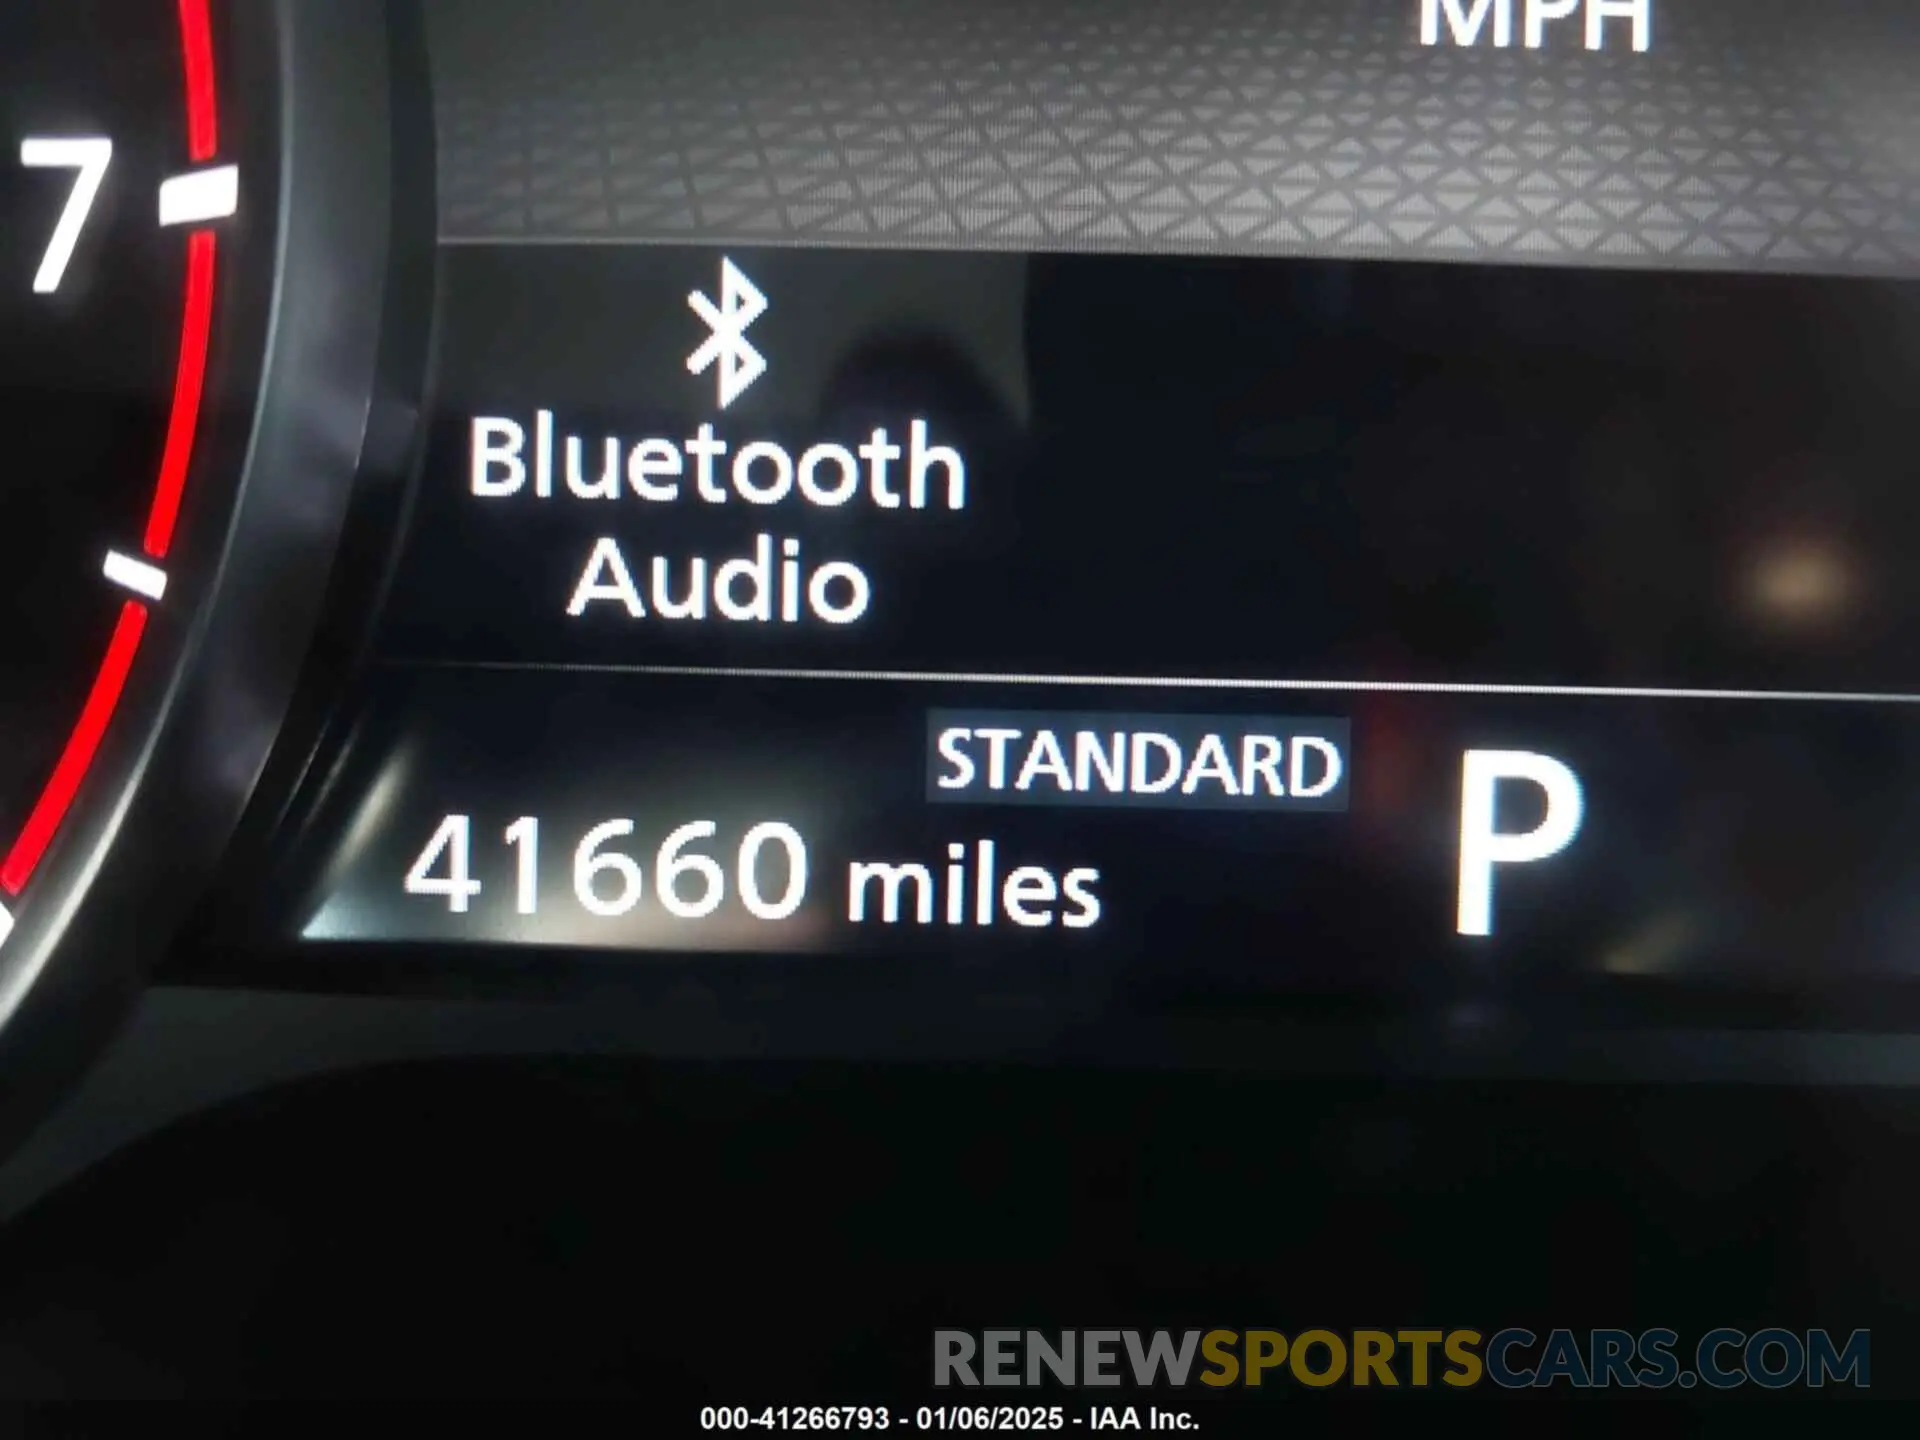 MPH
7
Bluetooth
Audio
STANDARD
P
41660 miles
RENEWSPORTSCARS.COM
000-41266793 - 01/06/2025 - IAA Inc.